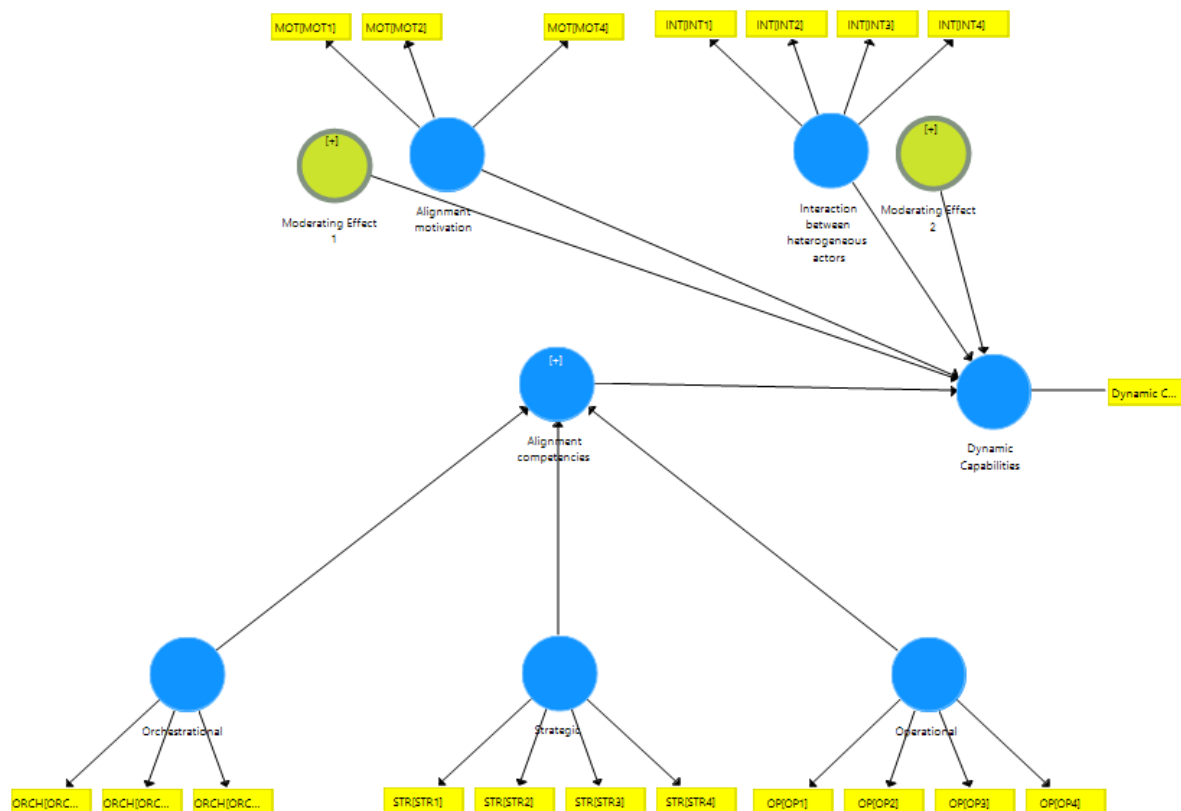 MOT[MOT1]
MOT[MOT2]
MOT[MOT4]
INT[INT1]
INT[INT2]
INT[INT3]
INT[INT4]
[+]
[+]
Moderating Effect
1
Alignment
motivation
Interaction
between
heterogeneous
actors
Moderating Effect
2
[+]
Alignment
competencies
Dynamic C...
Dynamic
Capabilities
Orchestrational
Strategic
Operational
ORCH[ORC...
ORCH[ORC...
ORCH[ORC...
STR[STR1]
STR[STR2]
STR[STR3]
STR[STR4]
OP[OP1]
OP[OP2]
OP[OP3]
OP[OP4]